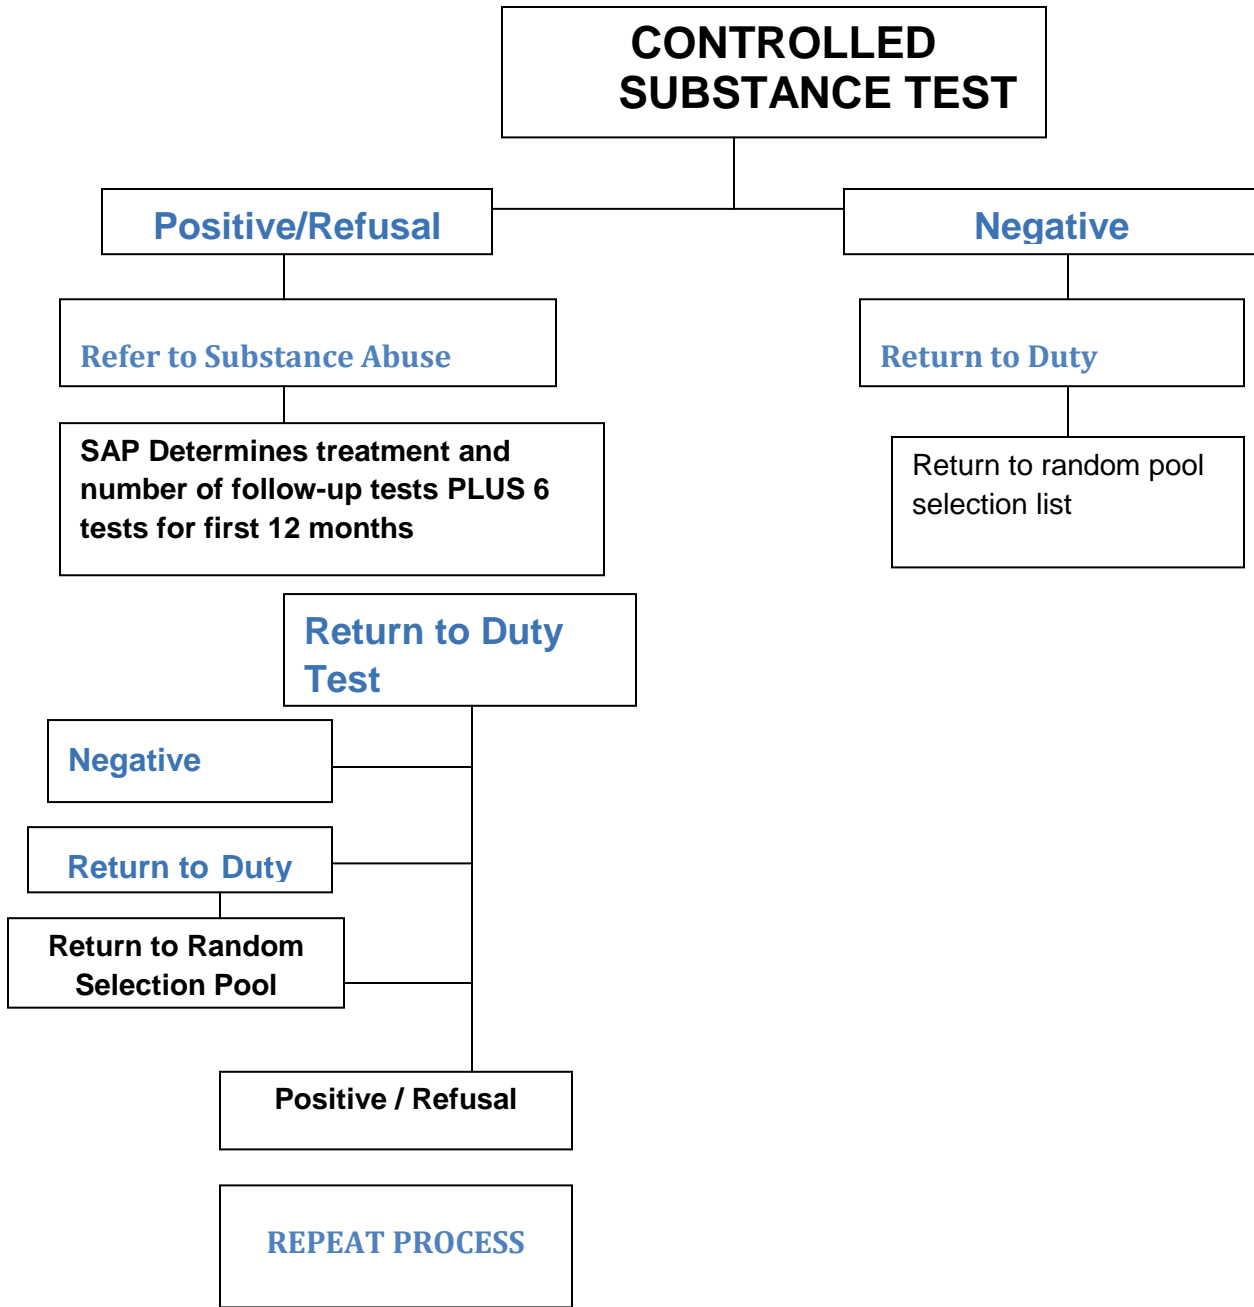 CONTROLLED
SUBSTANCE TEST
Positive/Refusal
Negative
Refer to Substance Abuse
Return to Duty
SAP Determines treatment and
number of follow-up tests PLUS 6
tests for first 12 months
Return to random pool
selection list
Return to Duty
Test
Negative
Return to Duty
Return to Random
Selection Pool
Positive / Refusal
REPEAT PROCESS